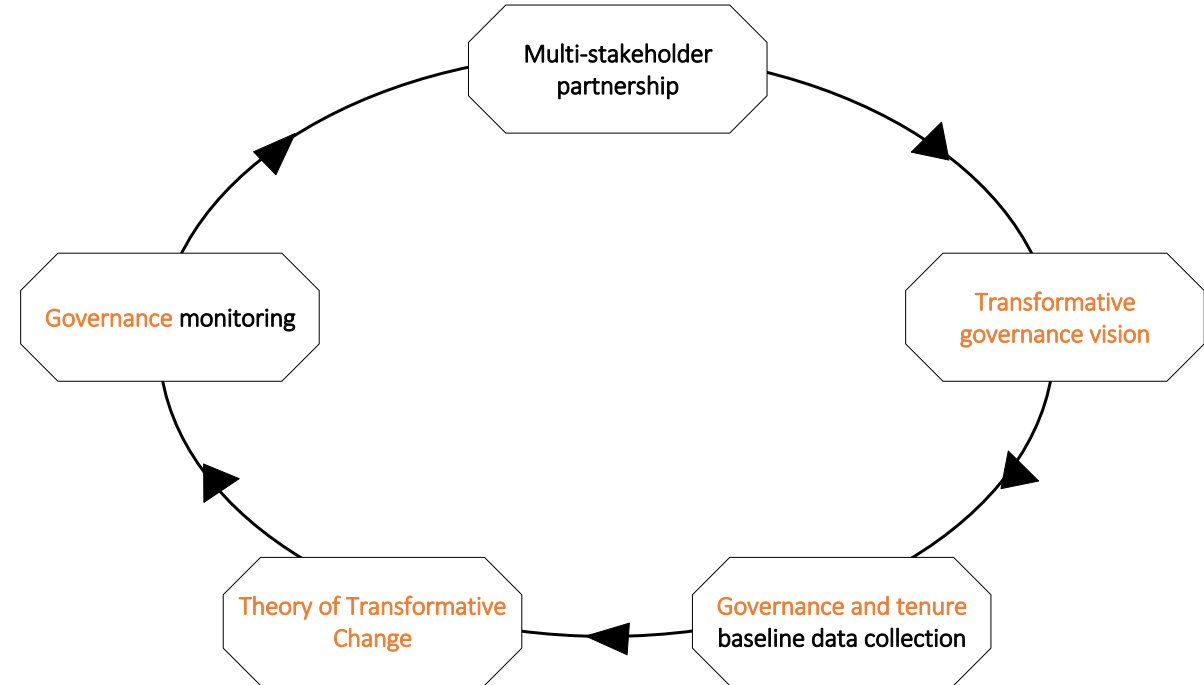 Multi-stakeholder
partnership
Transformative
governance vision
Governance and tenure
baseline data collection
Theory of Transformative
Change
Governance monitoring